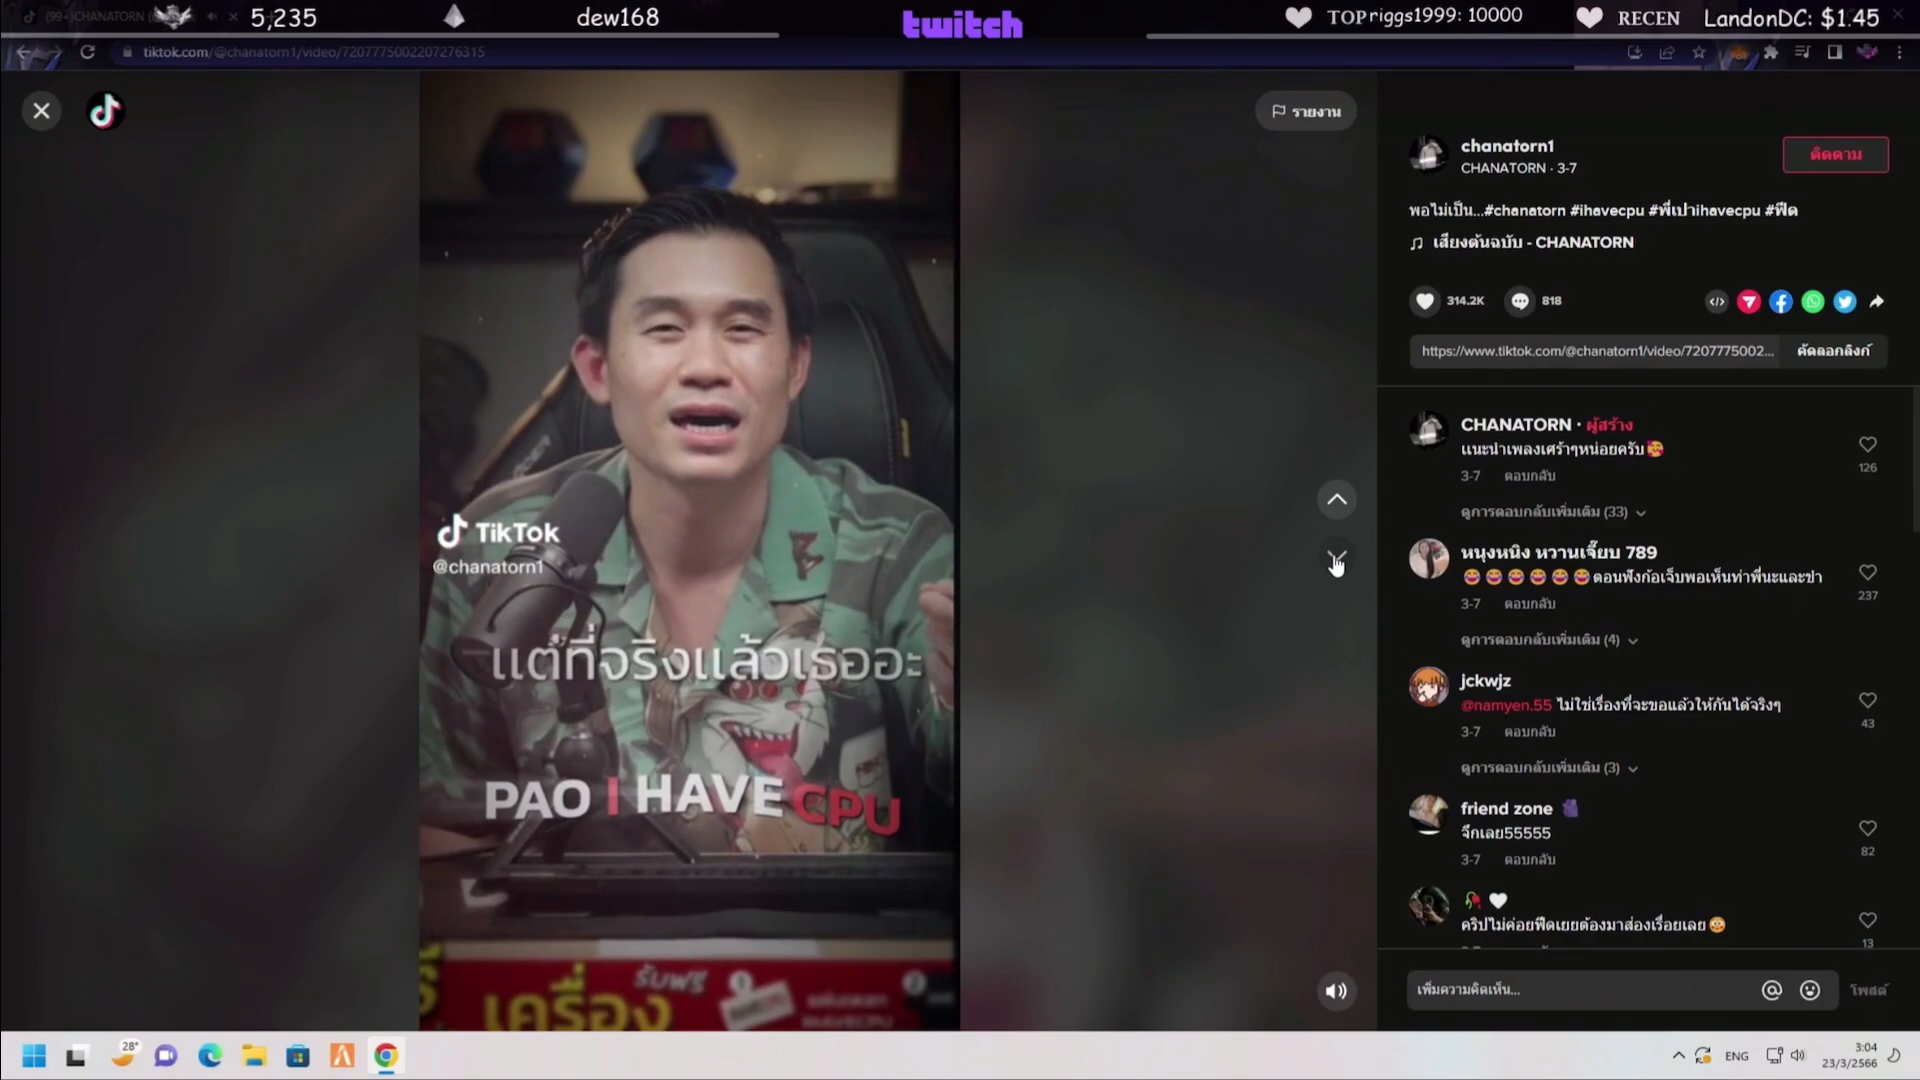 (99+)CHANATORN
5,235
dew168
twitch
TOP riggs1999: 10000
RECEN LandonDC: $1.45
tiktok.com/@chanatorn1/video/7207775002207276315
รายงาน
TikTok
@chanatorn1
แต่ที่จริงแล้วเธออะ
PAO I HAVE CPU
รับฟรี
เครื่อง
chanatorn1
CHANATORN · 3-7
ติดตาม
พอไม่เป็น...#chanatorn #ihavecpu #พี่เปาihavecpu #ฟีด
เสียงต้นฉบับ - CHANATORN
314.2K
818
https://www.tiktok.com/@chanatorn1/video/7207775002...
คัดลอกลิงก์
CHANATORN · ผู้สร้าง
แนะนำเพลงเศร้าๆหน่อยครับ🥰
126
3-7 ตอบกลับ
ดูการตอบกลับเพิ่มเติม (33)
หนุงหนิง หวานเจี๊ยบ 789
😂😂😂😂😂😂ตอนฟังก้อเจ็บพอเห็นท่าพี่นะและขำ
237
3-7 ตอบกลับ
ดูการตอบกลับเพิ่มเติม (4)
jckwjz
@namyen.55 ไม่ใช่เรื่องที่จะขอแล้วให้กันได้จริงๆ
43
3-7 ตอบกลับ
ดูการตอบกลับเพิ่มเติม (3)
friend zone
จึกเลย55555
82
3-7 ตอบกลับ
🥀 🤍
คริปไม่ค่อยฟีดเยยต้องมาส่องเรื่อยเลย😳
13
เพิ่มความคิดเห็น...
โพสต์
28°
ENG
3:04
23/3/2566